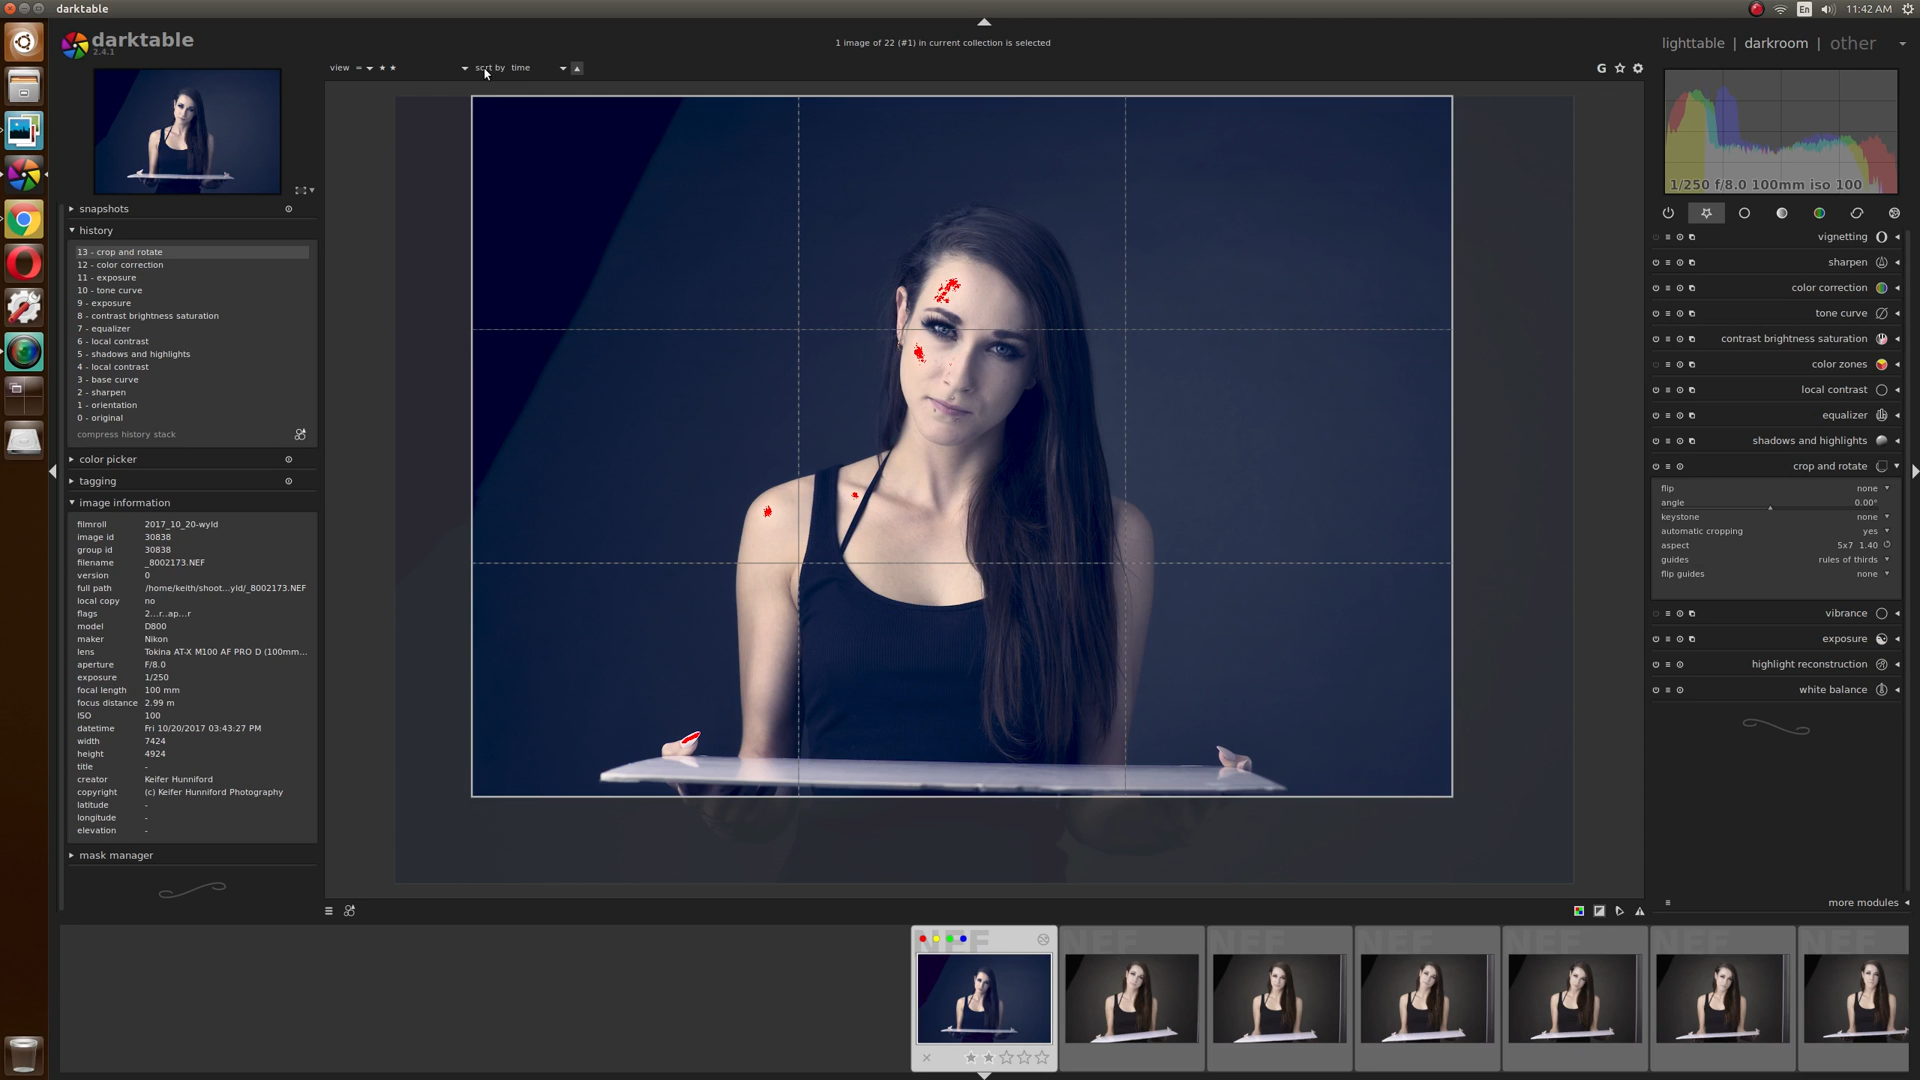 darktable
En
11:42 AM
darktable
2.4.1
1 image of 22 (#1) in current collection is selected
lighttable | darkroom | other
view = ★ ★
sort by time
G
1/250 f/8.0 100mm iso 100
snapshots
history
13 - crop and rotate
12 - color correction
11 - exposure
10 - tone curve
9 - exposure
8 - contrast brightness saturation
7 - equalizer
6 - local contrast
5 - shadows and highlights
4 - local contrast
3 - base curve
2 - sharpen
1 - orientation
0 - original
compress history stack
color picker
tagging
image information
filmroll 2017_10_20-wyld
image id 30838
group id 30838
filename _8002173.NEF
version 0
full path /home/keith/shoot...yld/_8002173.NEF
local copy no
flags 2...r..ap...r
model D800
maker Nikon
lens Tokina AT-X M100 AF PRO D (100mm...
aperture F/8.0
exposure 1/250
focal length 100 mm
focus distance 2.99 m
ISO 100
datetime Fri 10/20/2017 03:43:27 PM
width 7424
height 4924
title -
creator Keifer Hunniford
copyright (c) Keifer Hunniford Photography
latitude -
longitude -
elevation -
mask manager
vignetting
sharpen
color correction
tone curve
contrast brightness saturation
color zones
local contrast
equalizer
shadows and highlights
crop and rotate
flip none
angle 0.00°
keystone none
automatic cropping yes
aspect 5x7 1.40
guides rules of thirds
flip guides none
vibrance
exposure
highlight reconstruction
white balance
more modules
NEF
NEF
NEF
NEF
NEF
NEF
NEF